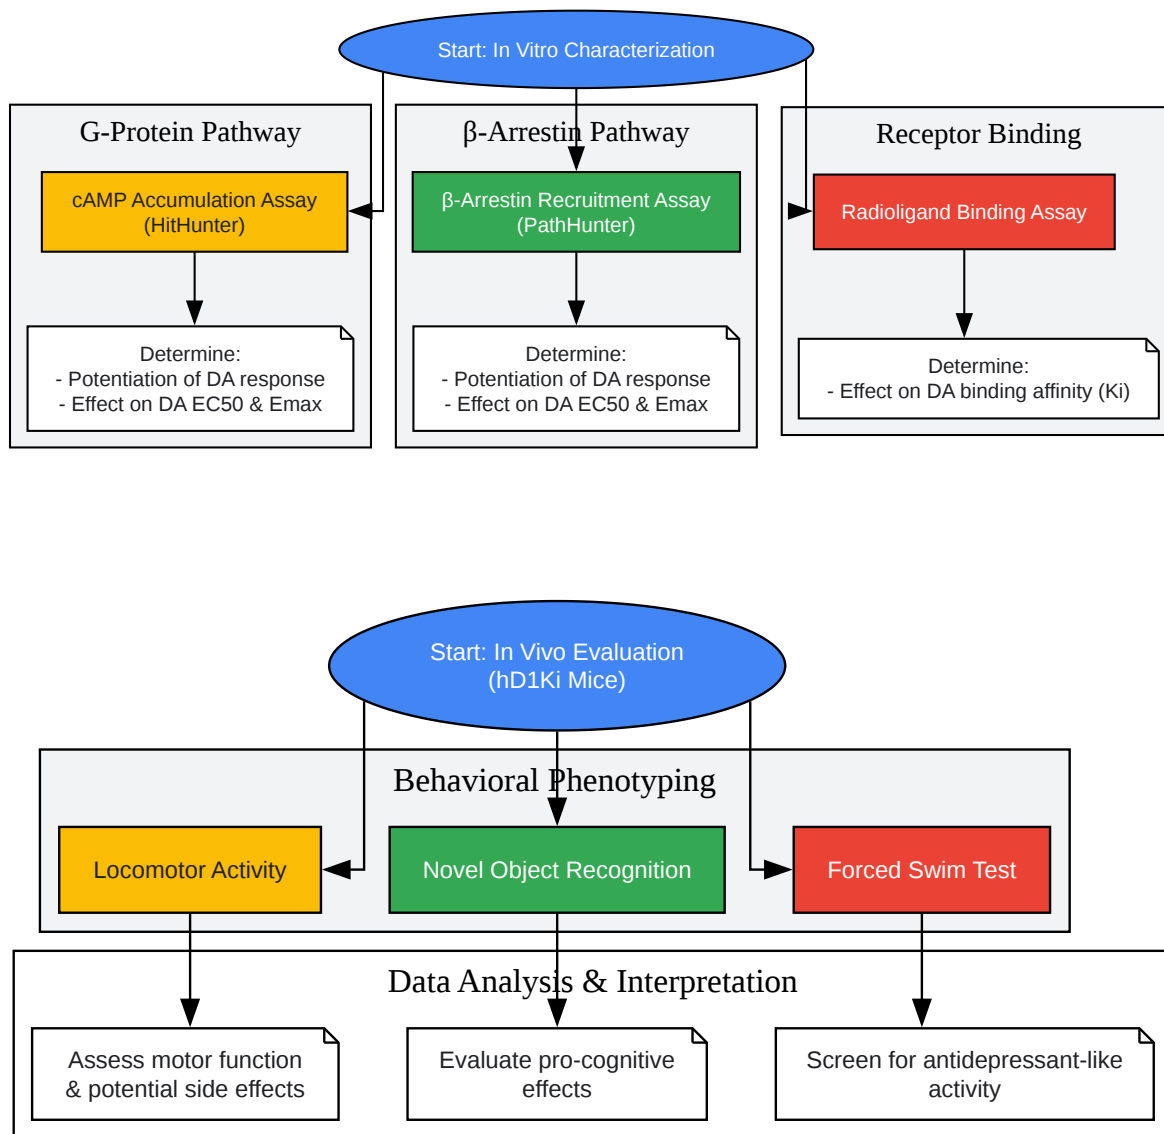 Start: In Vitro Characterization
G-Protein Pathway
cAMP Accumulation Assay
(HitHunter)
Determine:
- Potentiation of DA response
- Effect on DA EC50 & Emax
β-Arrestin Pathway
β-Arrestin Recruitment Assay
(PathHunter)
Determine:
- Potentiation of DA response
- Effect on DA EC50 & Emax
Receptor Binding
Radioligand Binding Assay
Determine:
- Effect on DA binding affinity (Ki)
Start: In Vivo Evaluation
(hD1Ki Mice)
Behavioral Phenotyping
Locomotor Activity
Novel Object Recognition
Forced Swim Test
Data Analysis & Interpretation
Assess motor function
& potential side effects
Evaluate pro-cognitive
effects
Screen for antidepressant-like
activity